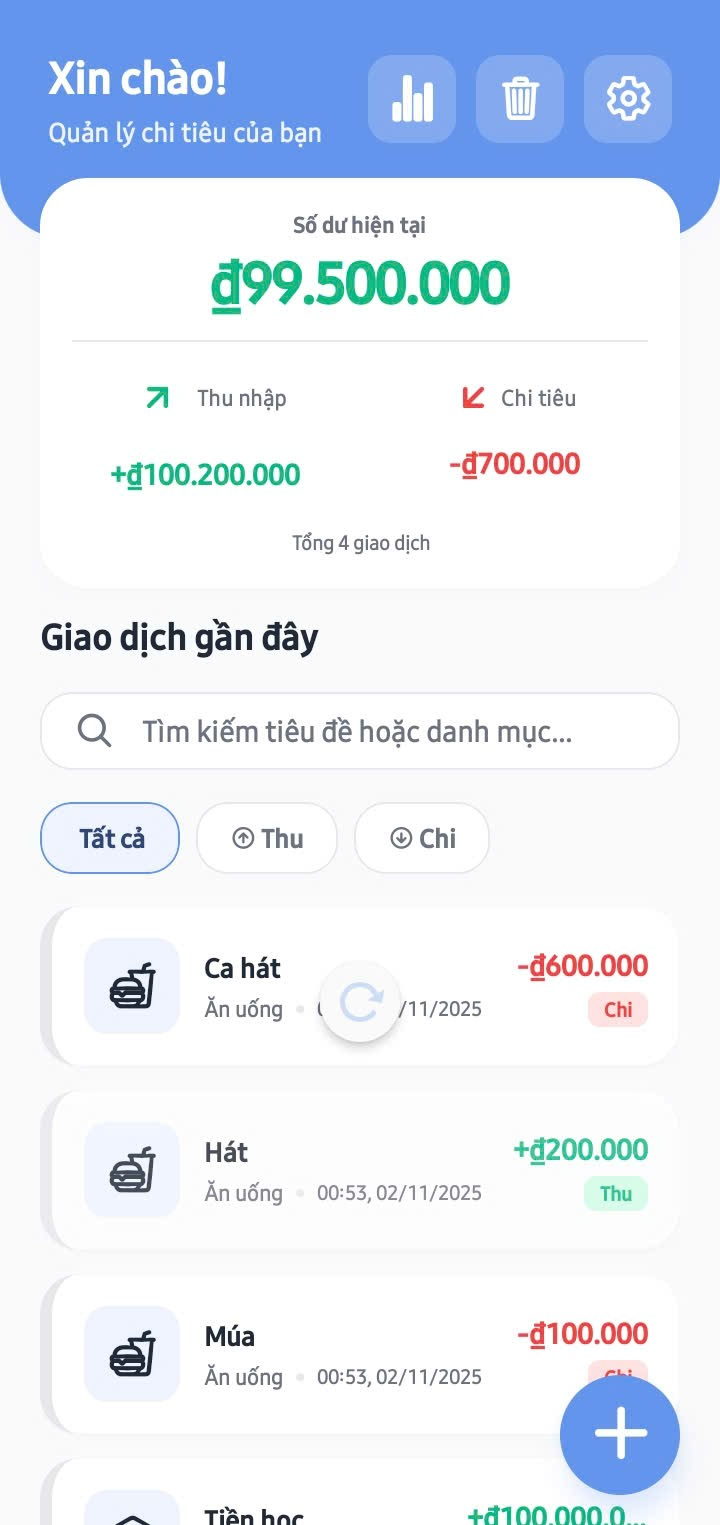 Xin chào!
Quản lý chi tiêu của bạn
Số dư hiện tại
₫99.500.000
Thu nhập
Chi tiêu
+₫100.200.000
-₫700.000
Tổng 4 giao dịch
Giao dịch gần đây
Tìm kiếm tiêu đề hoặc danh mục...
Tất cả
Thu
Chi
Ca hát
-₫600.000
Ăn uống • /11/2025
Chi
Hát
+₫200.000
Ăn uống • 00:53, 02/11/2025
Thu
Múa
-₫100.000
Ăn uống • 00:53, 02/11/2025
Chi
Tiền học
+₫100.000.0...